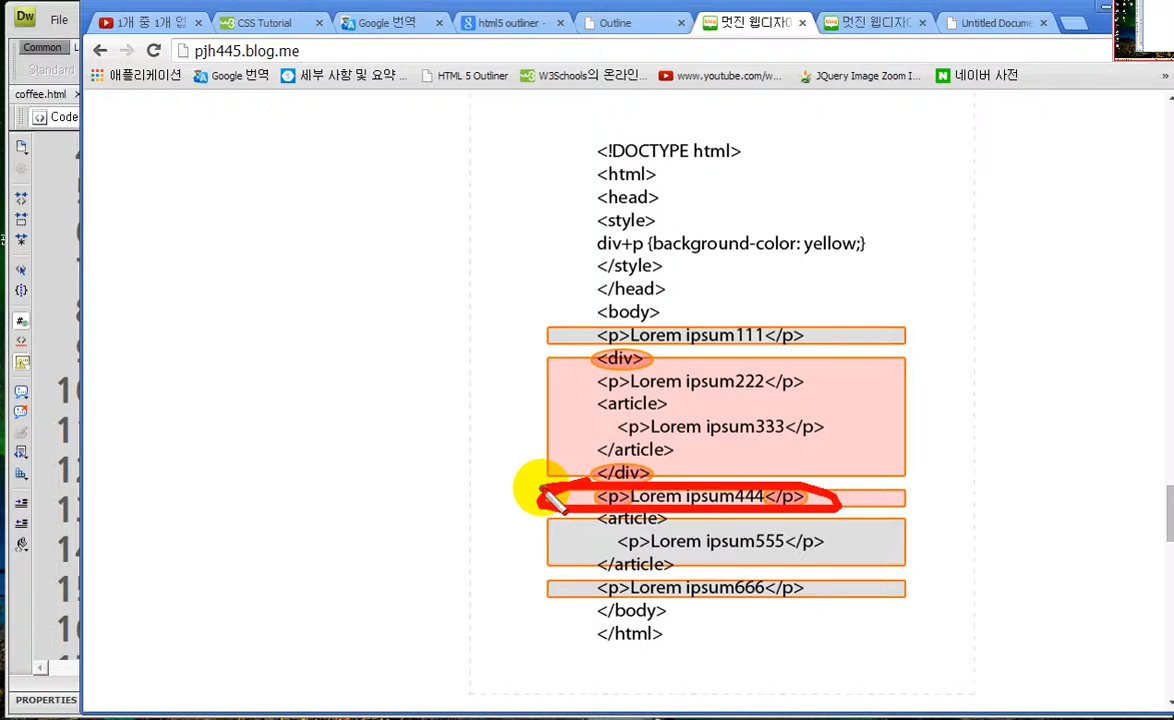 Dw File
1개 중 1개 업
CSS Tutorial
Google 번역
html5 outliner -
Outline
멋진 웹디자이
멋진 웹디자
Untitled Docume
Common
pjh445.blog.me
Standard
애플리케이션
Google 번역
세부 사항 및 요약 ...
HTML 5 Outliner
W3Schools의 온라인...
www.youtube.com/w...
JQuery Image Zoom I...
네이버 사전
»
coffee.html
Code
<!DOCTYPE html>
<html>
<head>
<style>
div+p {background-color: yellow;}
</style>
</head>
<body>
<p>Lorem ipsum111</p>
<div>
<p>Lorem ipsum222</p>
<article>
<p>Lorem ipsum333</p>
</article>
</div>
<p>Lorem ipsum444</p>
<article>
<p>Lorem ipsum555</p>
</article>
<p>Lorem ipsum666</p>
</body>
</html>
PROPERTIES